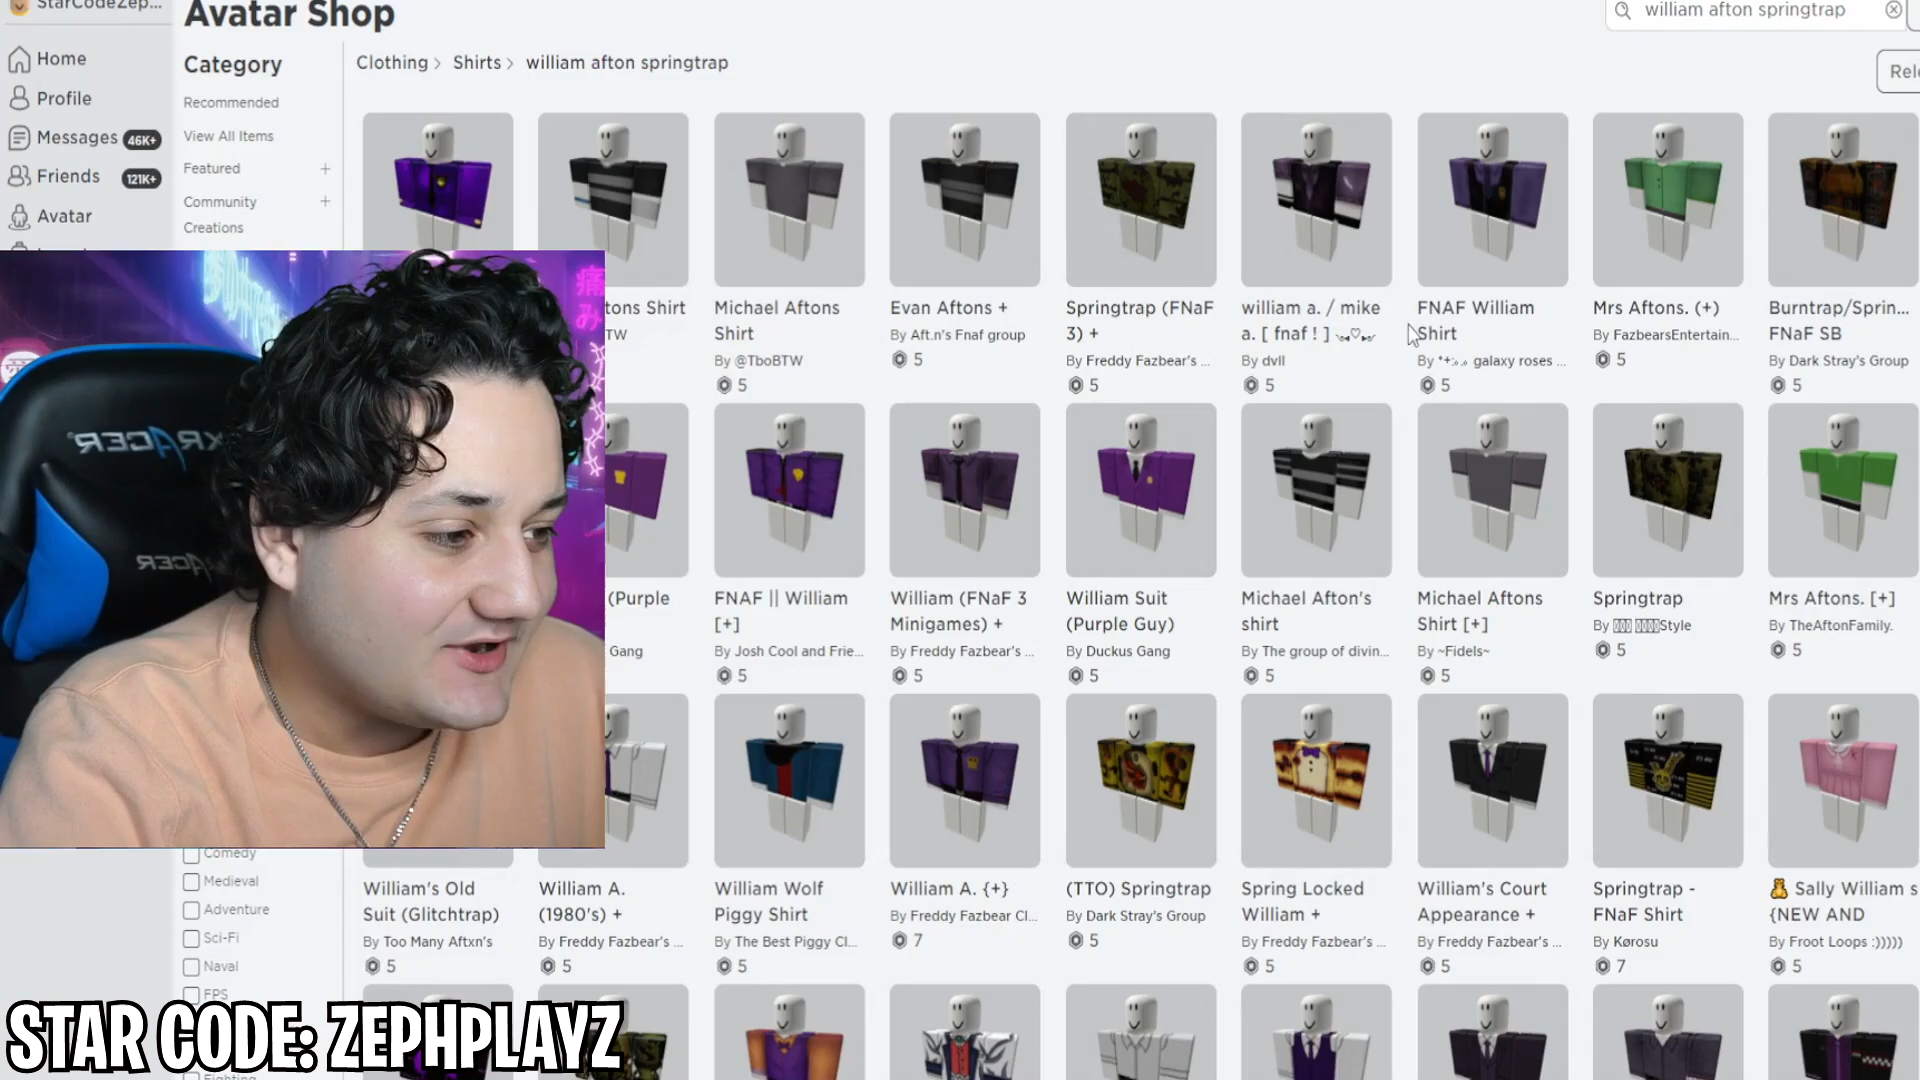 StarCodeZep...
Avatar Shop
william afton springtrap
Home
Profile
Messages 46K+
Friends 121K+
Avatar
Category
Recommended
View All Items
Featured +
Community +
Creations
Clothing > Shirts > william afton springtrap
tons Shirt
TW
Michael Aftons
Shirt
By @TboBTW
5
Evan Aftons +
By Aft.n's Fnaf group
5
Springtrap (FNaF
3) +
By Freddy Fazbear's ...
5
william a. / mike
a. [ fnaf ! ]
By dvll
5
FNAF William
Shirt
galaxy roses ...
5
Mrs Aftons. (+)
By FazbearsEntertain...
5
Burntrap/Sprin...
FNaF SB
By Dark Stray's Group
5
(Purple
Gang
FNAF || William
[+]
By Josh Cool and Frie...
5
William (FNaF 3
Minigames) +
By Freddy Fazbear's ...
5
William Suit
(Purple Guy)
By Duckus Gang
5
Michael Afton's
shirt
By The group of divin...
5
Michael Aftons
Shirt [+]
By ~Fidels~
5
Springtrap
Style
5
Mrs Aftons. [+]
By TheAftonFamily.
5
William's Old
Suit (Glitchtrap)
By Too Many Aftxn's
5
William A.
(1980's) +
By Freddy Fazbear's ...
5
William Wolf
Piggy Shirt
By The Best Piggy Cl...
5
William A. {+}
By Freddy Fazbear Cl...
7
(TTO) Springtrap
By Dark Stray's Group
5
Spring Locked
William +
By Freddy Fazbear's ...
5
William's Court
Appearance +
By Freddy Fazbear's ...
5
Springtrap -
FNaF Shirt
By Kørosu
7
🧸 Sally William s
{NEW AND
By Froot Loops :)))))
5
Comedy
Medieval
Adventure
Sci-Fi
Naval
FPS
Fighting
STAR CODE: ZEPHPLAYZ